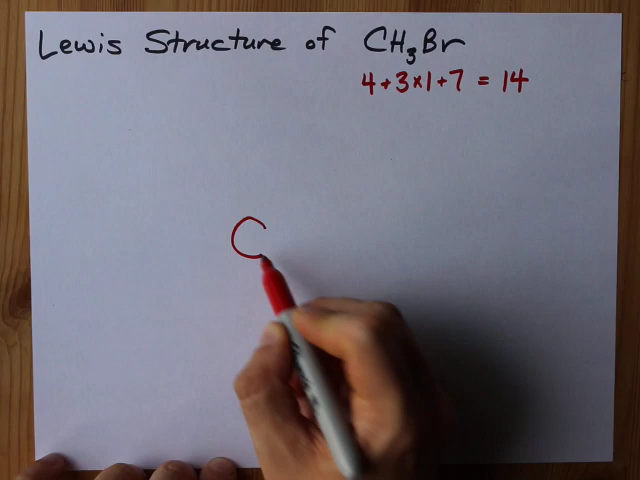 Lewis Structure of CH₃Br
4+3×1+7 = 14
C